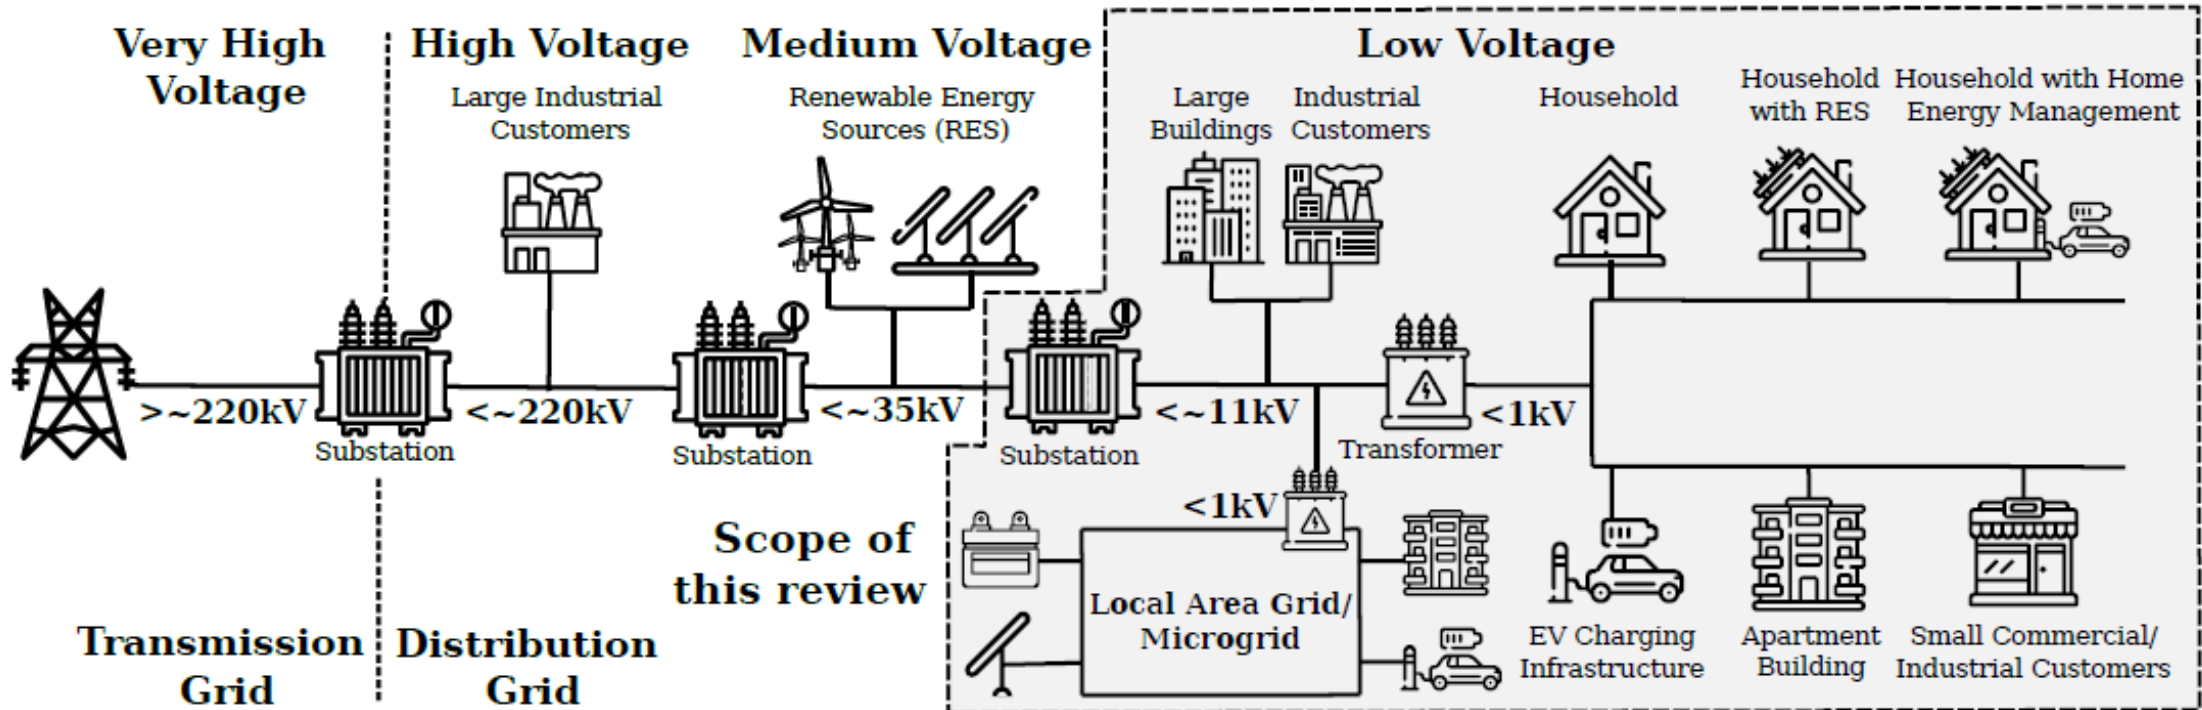 Very High
Voltage
High Voltage
Medium Voltage
Low Voltage
Large Industrial
Customers
Renewable Energy
Sources (RES)
Large
Buildings
Industrial
Customers
Household
Household
with RES
Household with Home
Energy Management
>~220kV
Substation
<~220kV
Substation
<~35kV
Substation
<~11kV
Transformer
<1kV
<1kV
Scope of
this review
Local Area Grid/
Microgrid
EV Charging
Infrastructure
Apartment
Building
Small Commercial/
Industrial Customers
Transmission
Grid
Distribution
Grid